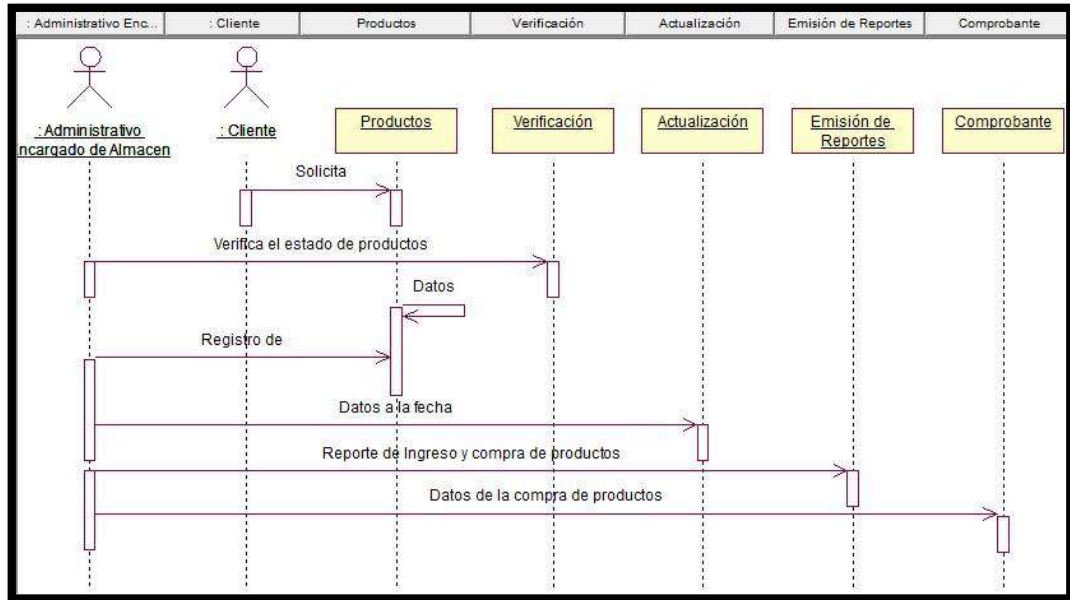 : Administrativo Enc...
: Cliente
Productos
Verificación
Actualización
Emisión de Reportes
Comprobante
: Administrativo
Encargado de Almacen
: Cliente
Productos
Verificación
Actualización
Emisión de
Reportes
Comprobante
Solicita
Verifica el estado de productos
Datos
Registro de
Datos a la fecha
Reporte de Ingreso y compra de productos
Datos de la compra de productos